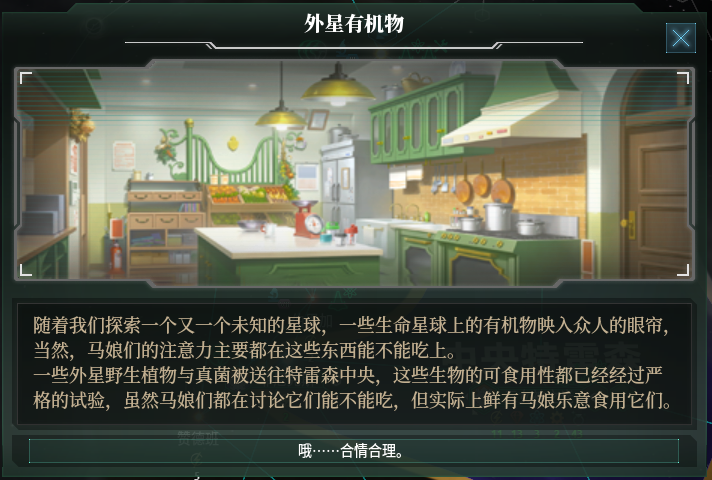 外星有机物
随着我们探索一个又一个未知的星球，一些生命星球上的有机物映入众人的眼帘，
当然，马娘们的注意力主要都在这些东西能不能吃上。
一些外星野生植物与真菌被送往特雷森中央，这些生物的可食用性都已经经过严
格的试验，虽然马娘们都在讨论它们能不能吃，但实际上鲜有马娘乐意食用它们。
赞德班
哦……合情合理。